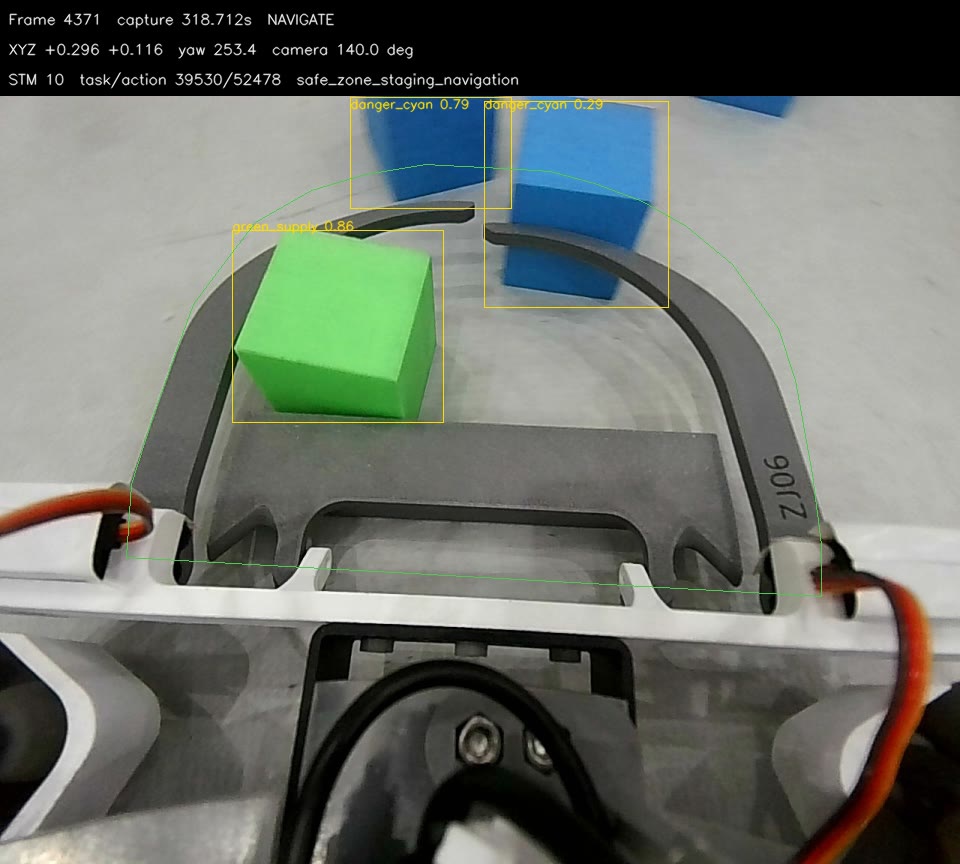 Frame 4371 capture 318.712s NAVIGATE
XYZ +0.296 +0.116 yaw 253.4 camera 140.0 deg
STM 10 task/action 39530/52478 safe_zone_staging_navigation
danger_cyan 0.79
danger_cyan 0.29
green_supply 0.86
ZJ06